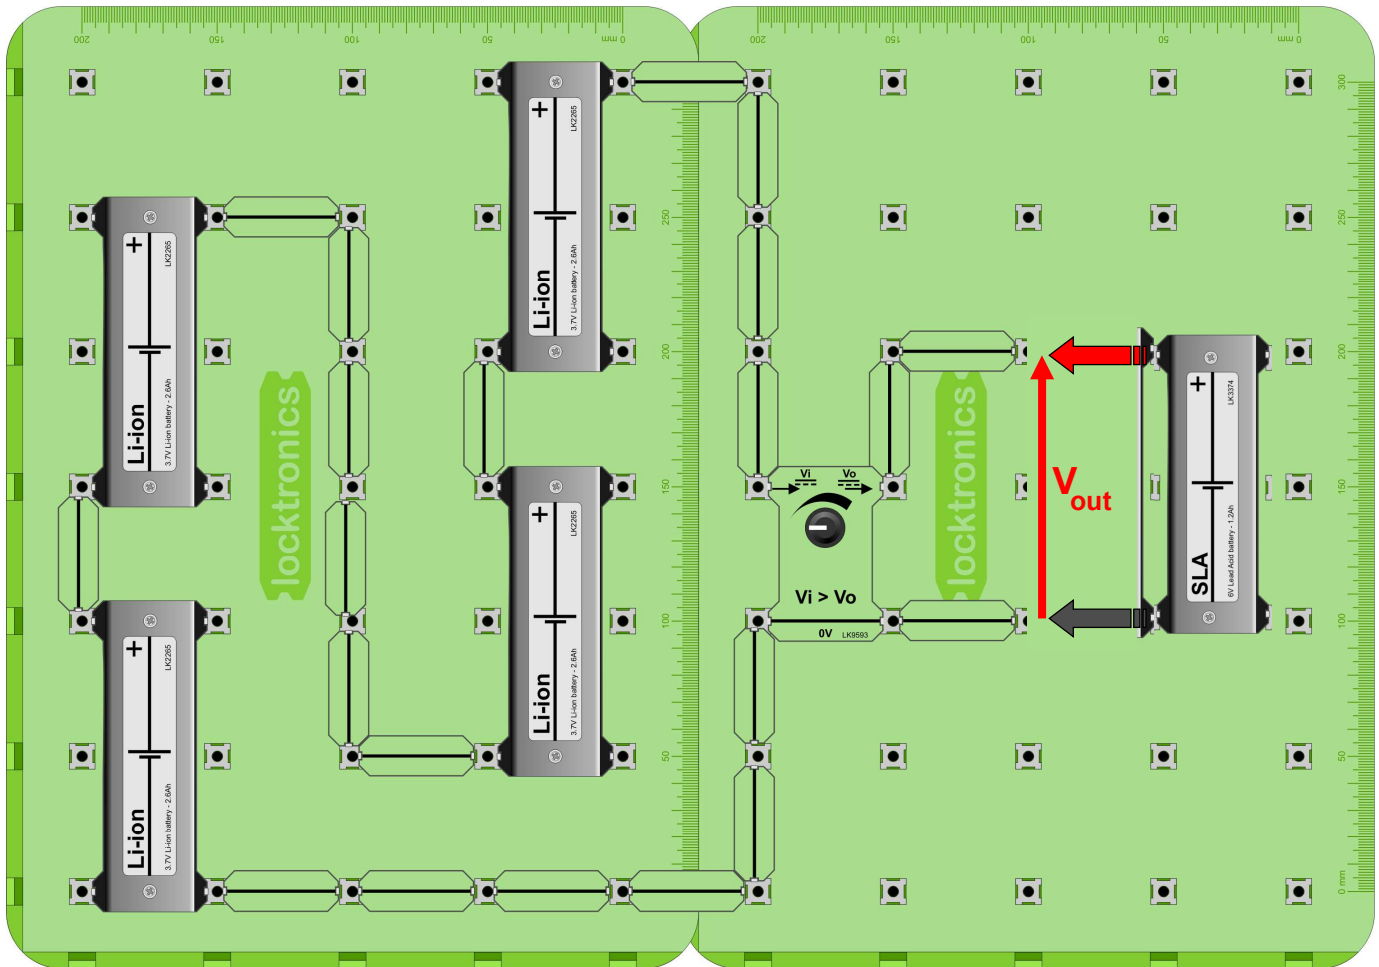 200
150
100
50
0 mm
200
150
100
50
0 mm
300
250
200
150
100
50
0 mm
250
200
150
100
50
+
LK2265
Li-ion
3.7V Li-ion battery - 2.6Ah
+
LK2265
Li-ion
3.7V Li-ion battery - 2.6Ah
+
LK2265
Li-ion
3.7V Li-ion battery - 2.6Ah
+
LK2265
Li-ion
3.7V Li-ion battery - 2.6Ah
locktronics
Vi
Vo
Vi > Vo
0V LK9593
locktronics
Vout
+
LK3374
SLA
6V Lead Acid battery - 1.2Ah